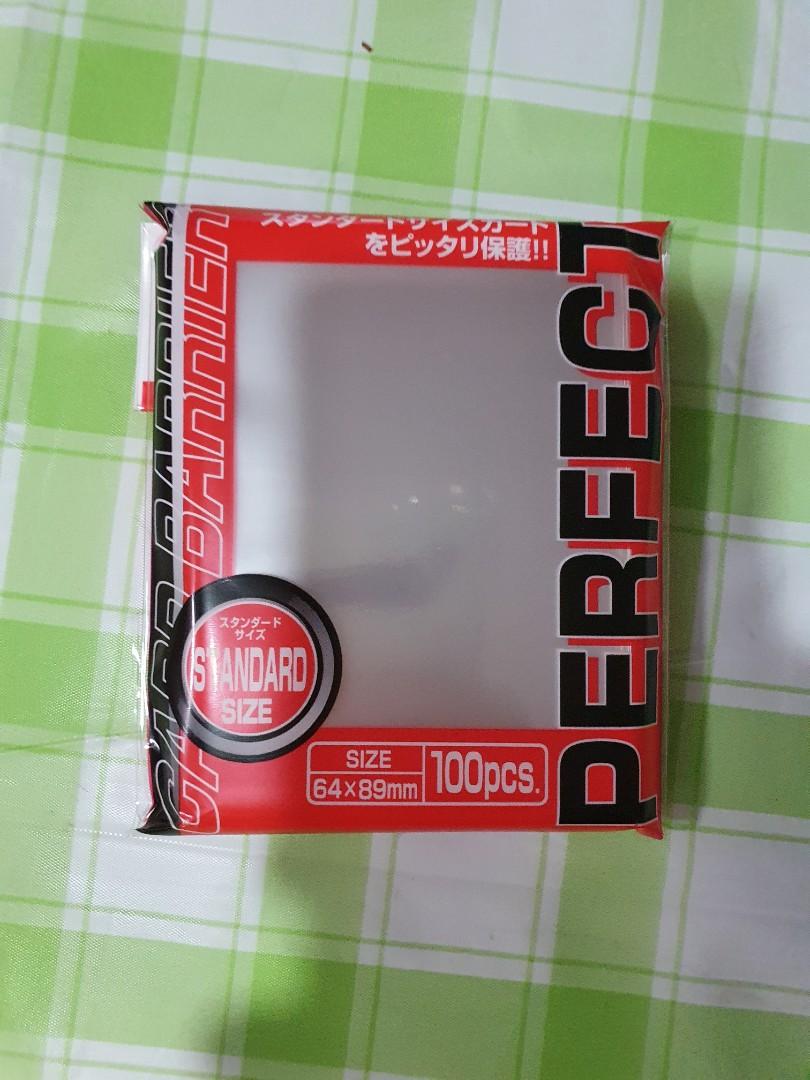 スタンダードサイズカード
をピッタリ保護!!
PERFECT
CARD BARRIER
スタンダード
サイズ
STANDARD
SIZE
SIZE
64×89mm
100pcs.